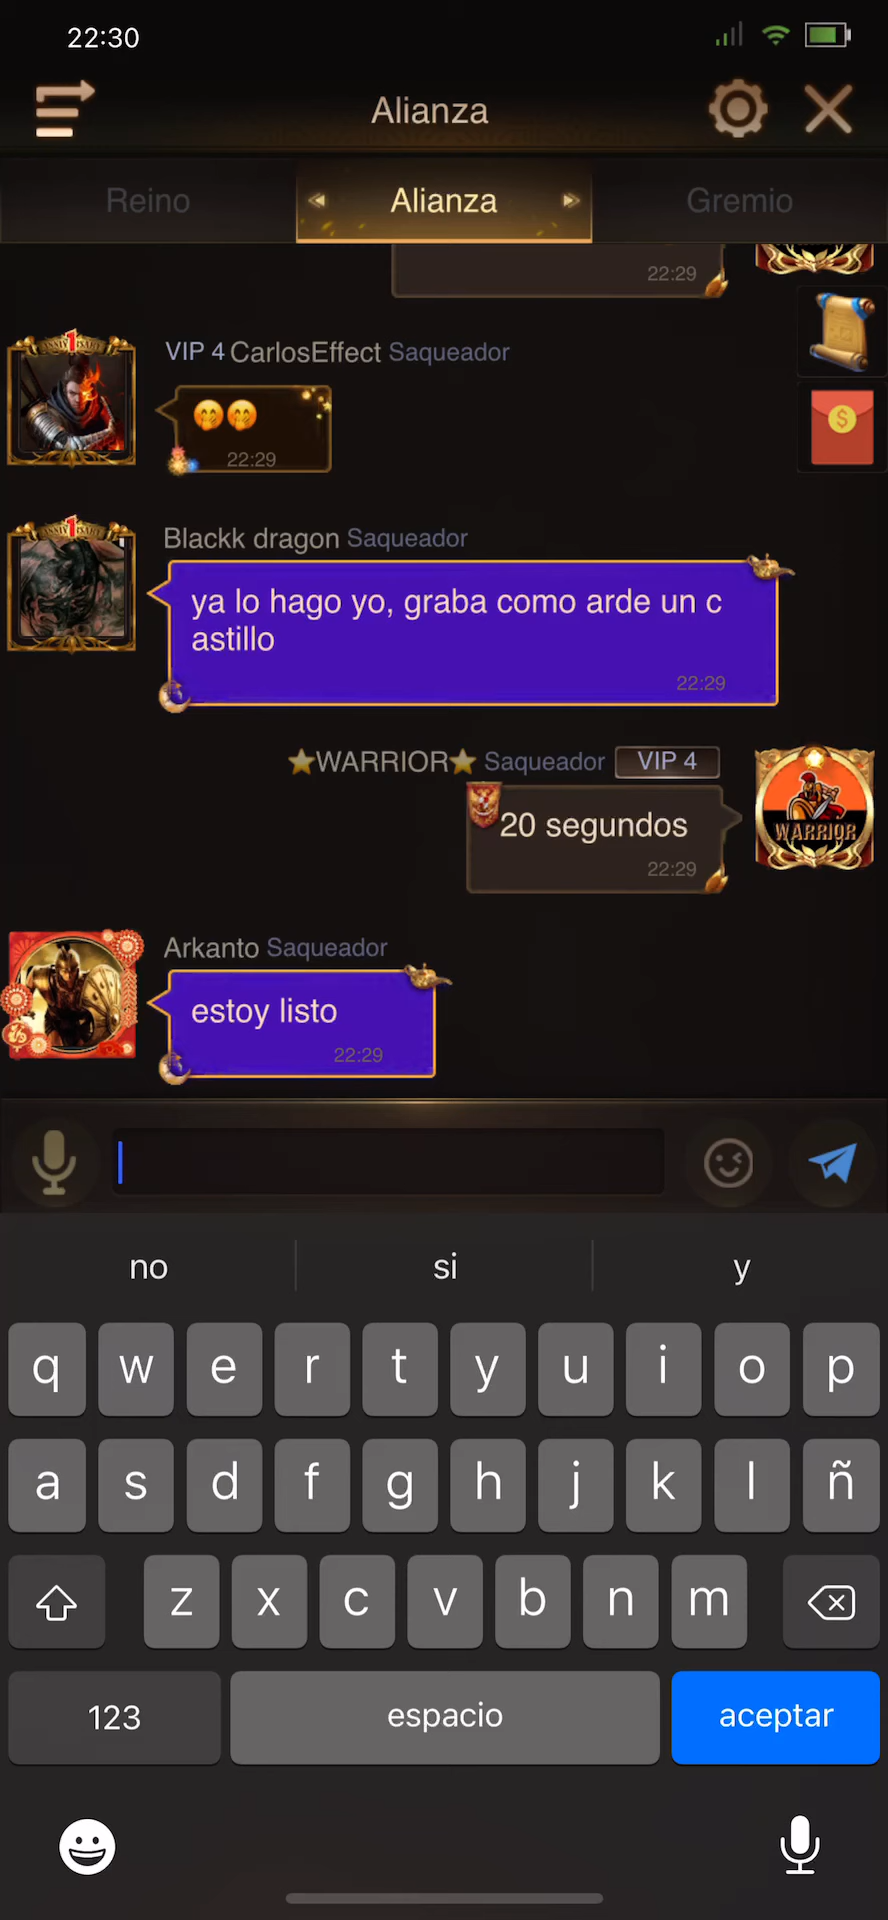 22:30
Alianza
Reino
Alianza
Gremio
22:29
VIP 4 CarlosEffect Saqueador
22:29
Blackk dragon Saqueador
ya lo hago yo, graba como arde un c
astillo
22:29
⭐WARRIOR⭐ Saqueador VIP 4
20 segundos
22:29
WARRIOR
Arkanto Saqueador
estoy listo
22:29
no si y
q w e r t y u i o p
a s d f g h j k l ñ
z x c v b n m
123 espacio aceptar